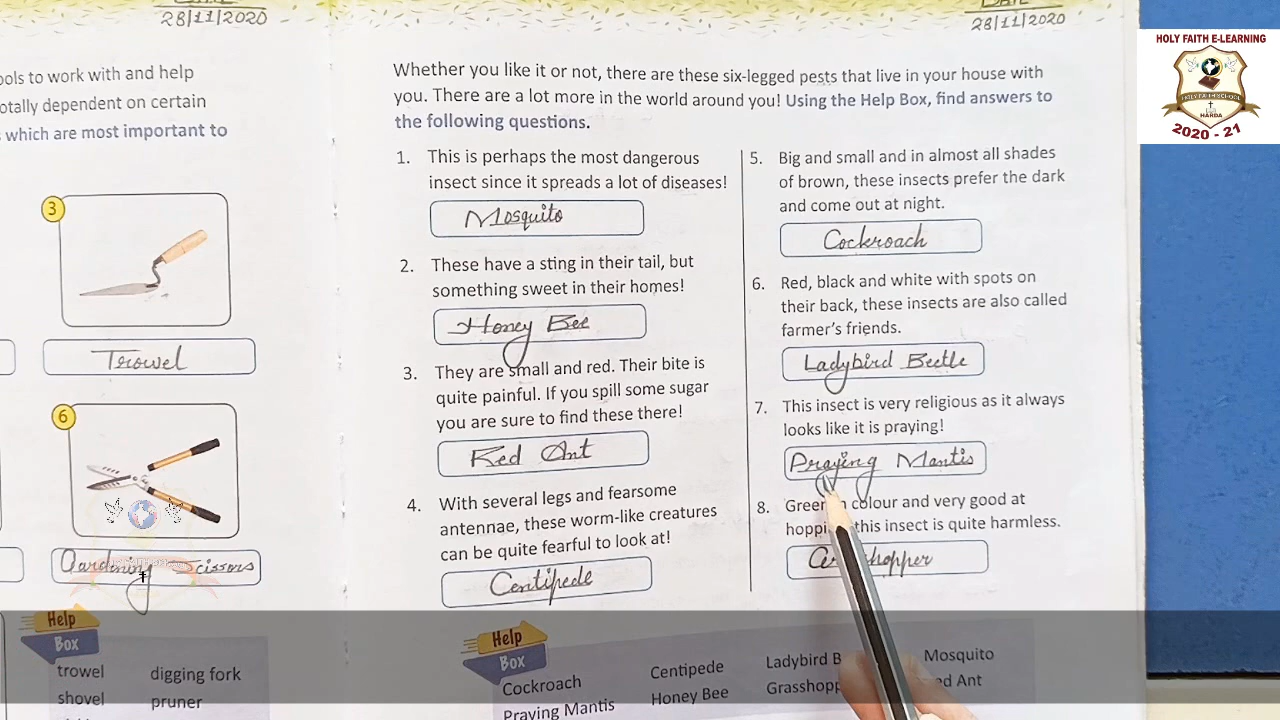 28/11/2020
ools to work with and help
otally dependent on certain
which are most important to
3
Trowel
6
Gardening Scissors
Help
Box
trowel digging fork
shovel pruner
28/11/2020
Whether you like it or not, there are these six-legged pests that live in your house with
you. There are a lot more in the world around you! Using the Help Box, find answers to
the following questions.
1. This is perhaps the most dangerous
insect since it spreads a lot of diseases!
Mosquito
2. These have a sting in their tail, but
something sweet in their homes!
Honey Bee
3. They are small and red. Their bite is
quite painful. If you spill some sugar
you are sure to find these there!
Red Ant
4. With several legs and fearsome
antennae, these worm-like creatures
can be quite fearful to look at!
Centipede
5. Big and small and in almost all shades
of brown, these insects prefer the dark
and come out at night.
Cockroach
6. Red, black and white with spots on
their back, these insects are also called
farmer's friends.
Ladybird Beetle
7. This insect is very religious as it always
looks like it is praying!
Praying Mantis
8. Green in colour and very good at
hoppi this insect is quite harmless.
hopper
Help
Box
Cockroach Centipede Ladybird B Mosquito
Praying Mantis Honey Bee Grasshopp ed Ant
HOLY FAITH E-LEARNING
HOLY FAITH SCHOOL
HARDA
2020 - 21